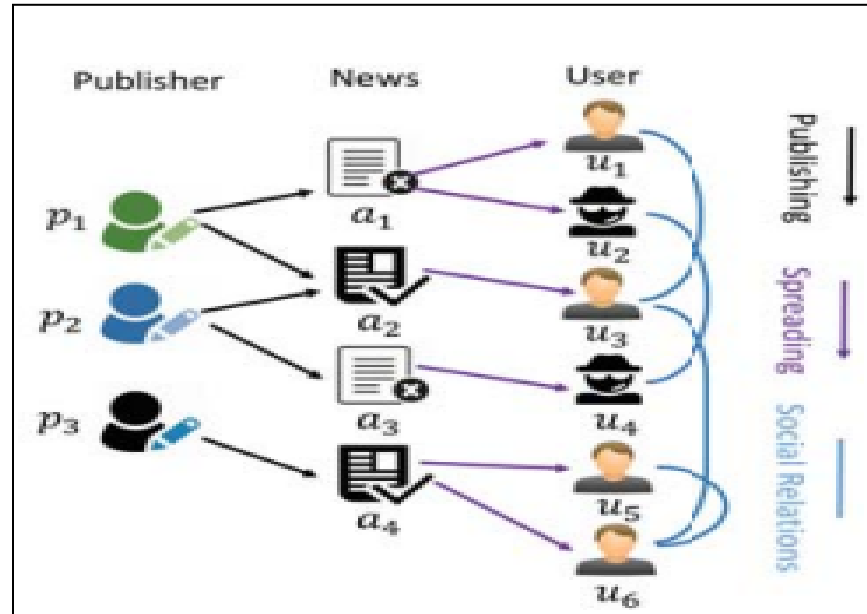 Publisher News User
p₁
a₁
u₁
u₂
p₂
a₂
u₃
a₃
u₄
p₃
a₄
u₅
u₆
Publishing
Spreading
Social Relations